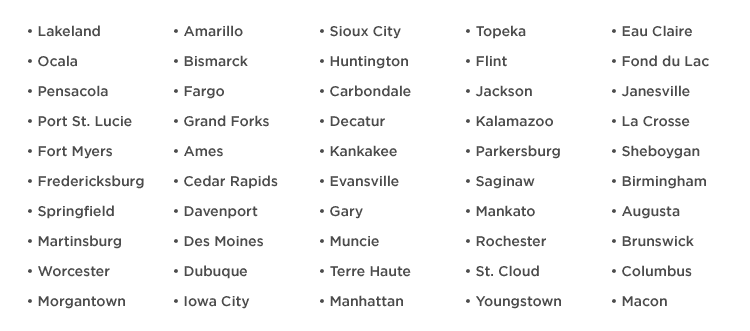 • Lakeland
• Ocala
• Pensacola
• Port St. Lucie
• Fort Myers
• Fredericksburg
• Springfield
• Martinsburg
• Worcester
• Morgantown
• Amarillo
• Bismarck
• Fargo
• Grand Forks
• Ames
• Cedar Rapids
• Davenport
• Des Moines
• Dubuque
• Iowa City
• Sioux City
• Huntington
• Carbondale
• Decatur
• Kankakee
• Evansville
• Gary
• Muncie
• Terre Haute
• Manhattan
• Topeka
• Flint
• Jackson
• Kalamazoo
• Parkersburg
• Saginaw
• Mankato
• Rochester
• St. Cloud
• Youngstown
• Eau Claire
• Fond du Lac
• Janesville
• La Crosse
• Sheboygan
• Birmingham
• Augusta
• Brunswick
• Columbus
• Macon